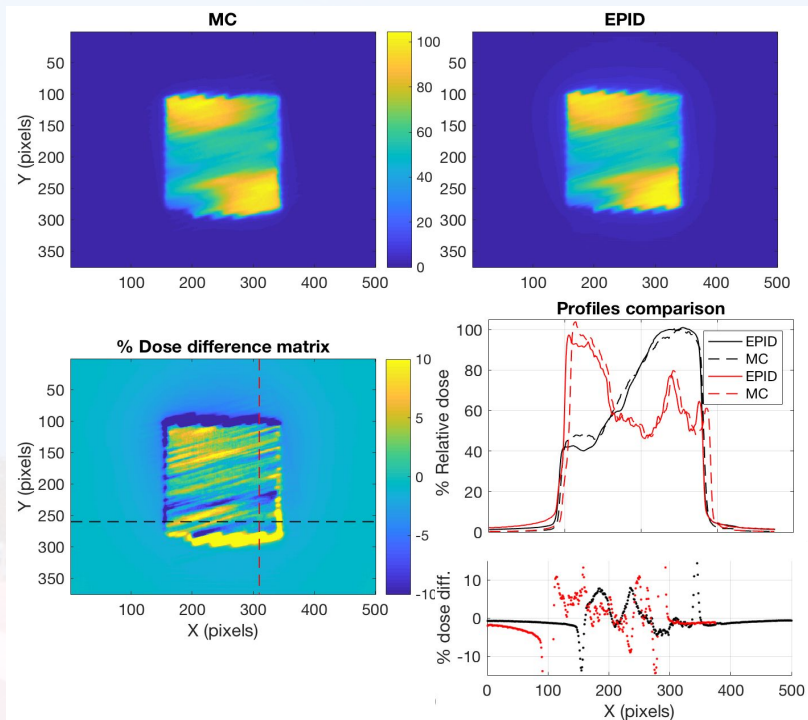 MC
EPID
Y (pixels)
100
150
200
250
300
350
100 200 300 400 500
100
80
60
40
20
0
100
150
200
250
300
350
100 200 300 400 500
% Dose difference matrix
Y (pixels)
50
100
150
200
250
300
350
100 200 300 400 500
X (pixels)
10
5
0
-5
-10
Profiles comparison
% Relative dose
100
80
60
40
20
0
EPID
MC
EPID
MC
% dose diff.
10
0
-10
0 100 200 300 400 500
X (pixels)